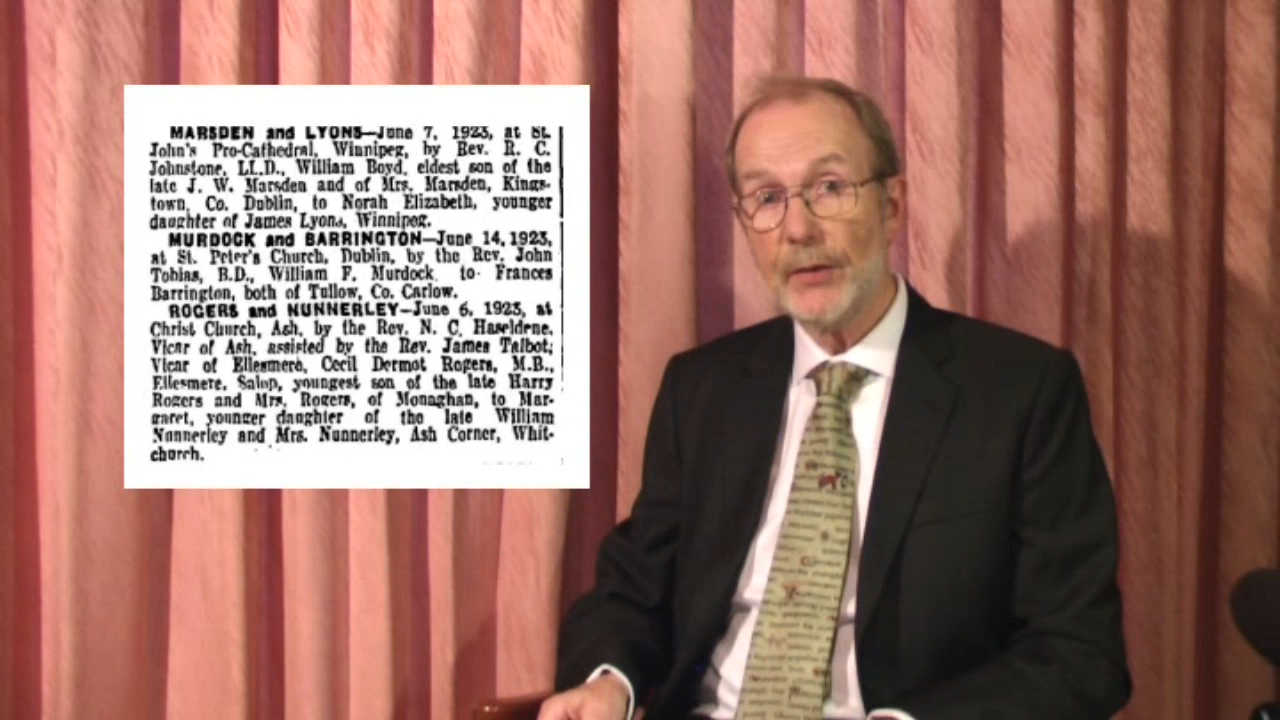 MARSDEN and LYONS—June 7, 1923, at St.
John's Pro-Cathedral, Winnipeg, by Rev. R. C.
Johnstone, LL.D., William Boyd, eldest son of the
late J. W. Marsden and of Mrs. Marsden, Kings-
town, Co. Dublin, to Norah Elizabeth, younger
daughter of James Lyons, Winnipeg.
MURDOCK and BARRINGTON—June 14, 1923,
at St. Peter's Church, Dublin, by the Rev. John
Tobias, B.D., William F. Murdock, to Frances
Barrington, both of Tullow, Co. Carlow.
ROGERS and NUNNERLEY—June 6, 1923, at
Christ Church, Ash, by the Rev. N. C. Haseldene,
Vicar of Ash, assisted by the Rev. James Talbot,
Vicar of Ellesmere, Cecil Dermot Rogers, M.B.,
Ellesmere, Salop, youngest son of the late Harry
Rogers and Mrs. Rogers, of Monaghan, to Mar-
garet, younger daughter of the late William
Nunnerley and Mrs. Nunnerley, Ash Corner, Whit-
church.